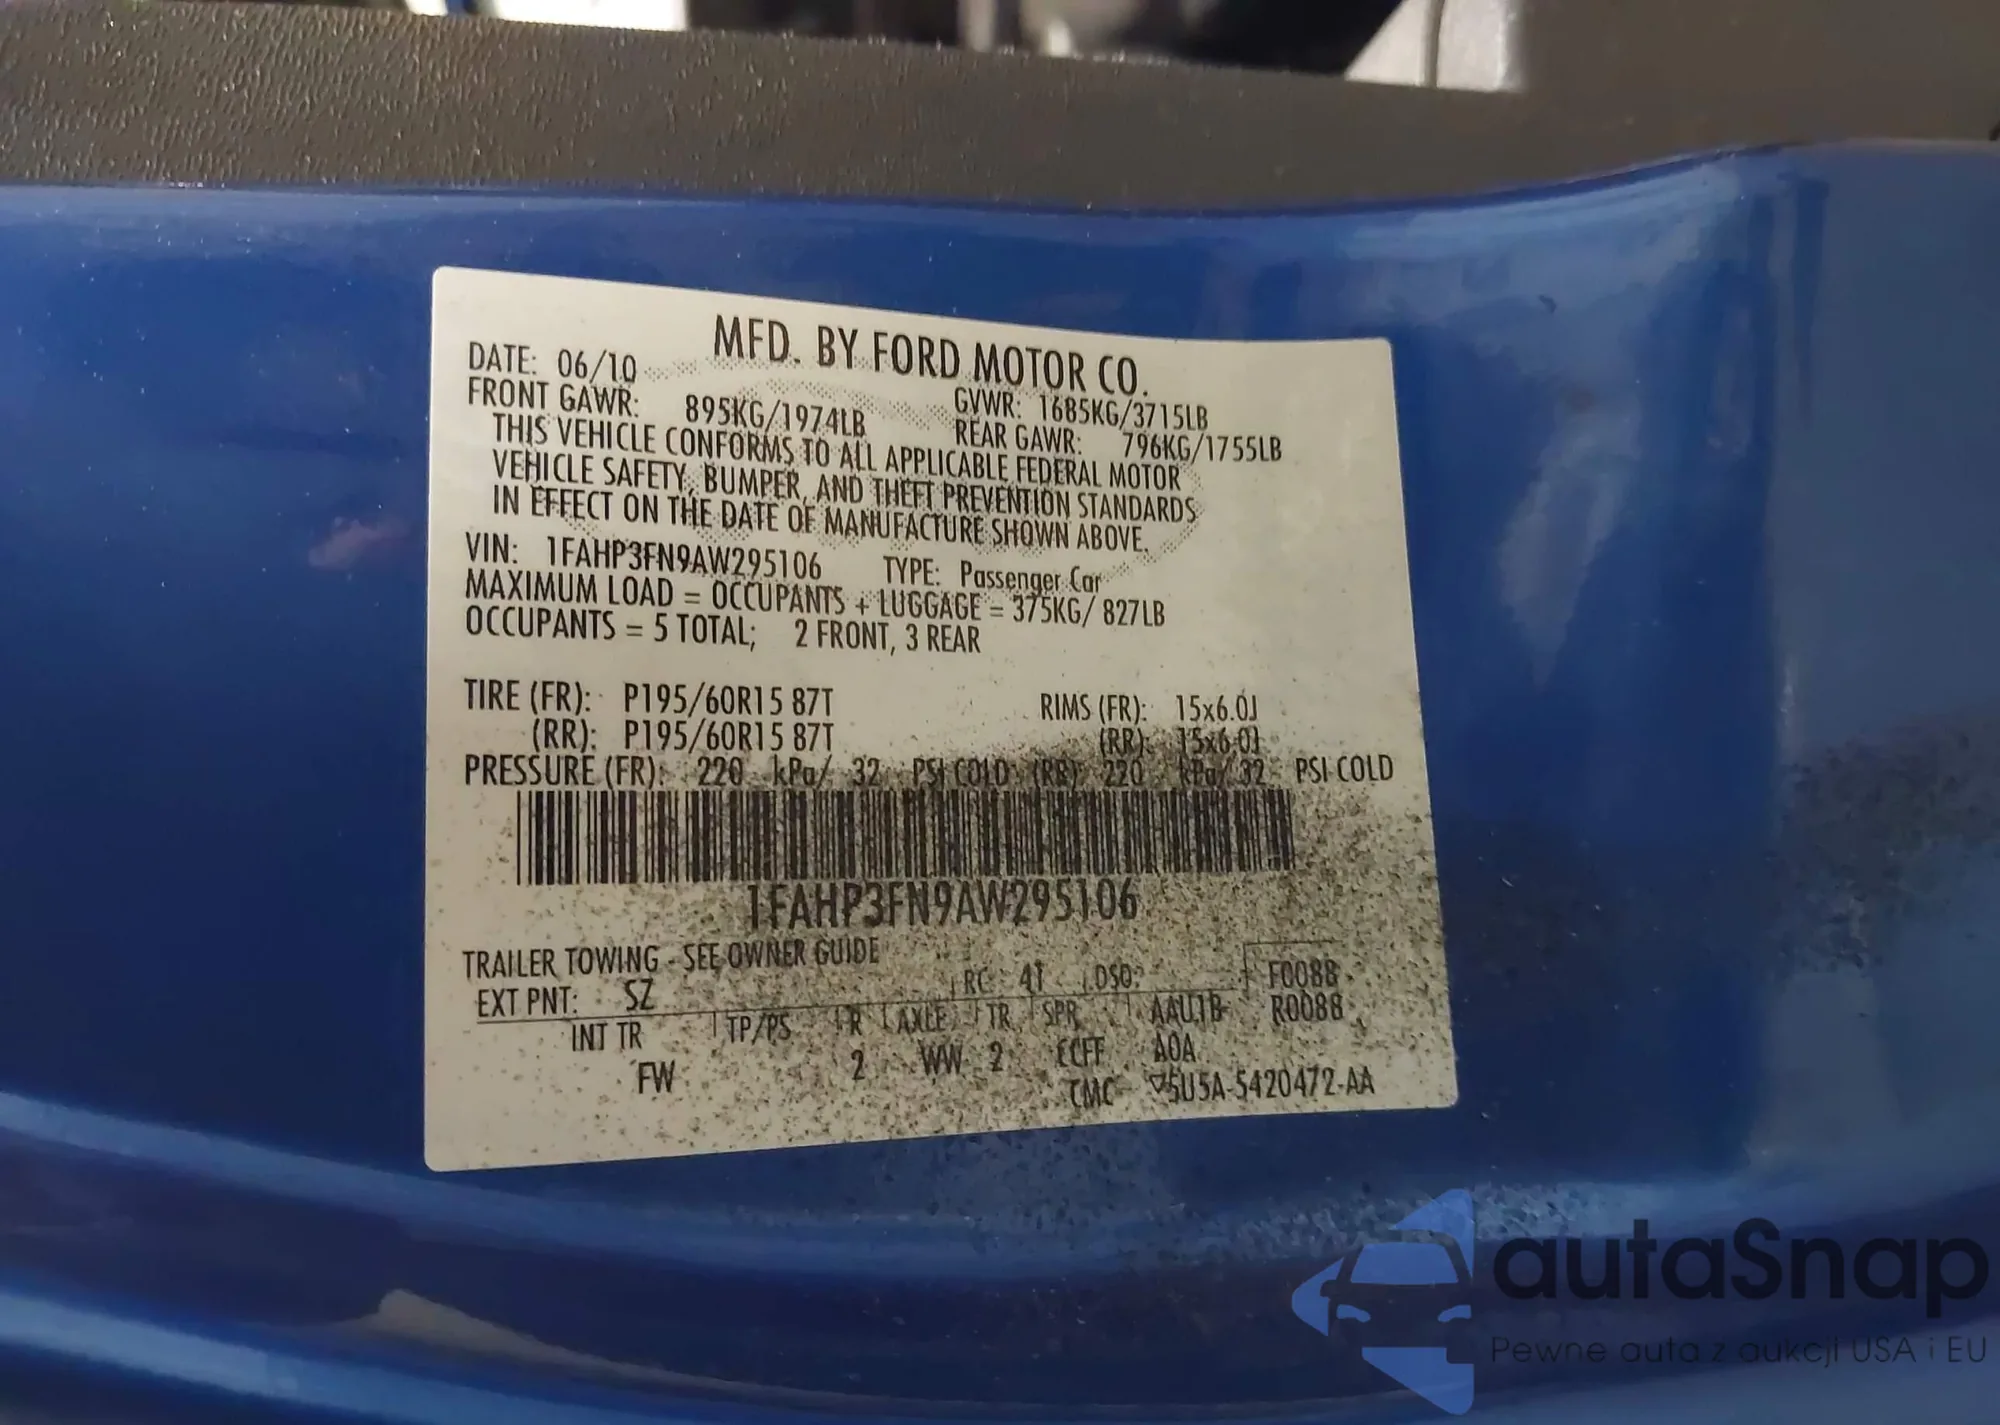 MFD. BY FORD MOTOR CO.
DATE: 06/10
GVWR: 1685KG/3715LB
FRONT GAWR: 895KG/1974LB
REAR GAWR: 796KG/1755LB
THIS VEHICLE CONFORMS TO ALL APPLICABLE FEDERAL MOTOR
VEHICLE SAFETY, BUMPER, AND THEFT PREVENTION STANDARDS
IN EFFECT ON THE DATE OF MANUFACTURE SHOWN ABOVE.
VIN: 1FAHP3FN9AW295106 TYPE: Passenger Car
MAXIMUM LOAD = OCCUPANTS + LUGGAGE = 375KG/ 827LB
OCCUPANTS = 5 TOTAL; 2 FRONT, 3 REAR
TIRE (FR): P195/60R15 87T RIMS (FR): 15x6.0J
(RR): P195/60R15 87T (RR): 15x6.0J
PRESSURE (FR): 220 kPa/ 32 PSI COLD (RR): 220 kPa/ 32 PSI COLD
1FAHP3FN9AW295106
TRAILER TOWING - SEE OWNER GUIDE
EXT PNT: SZ RC: 41 DSO: F0088
INT TR TP/PS R AXLE TR SPR AAU1B R0088
FW 2 WW 2 ECFF AOA
CMC ▽5U5A-5420472-AA
autaSnap
Pewne auta z aukcji USA i EU